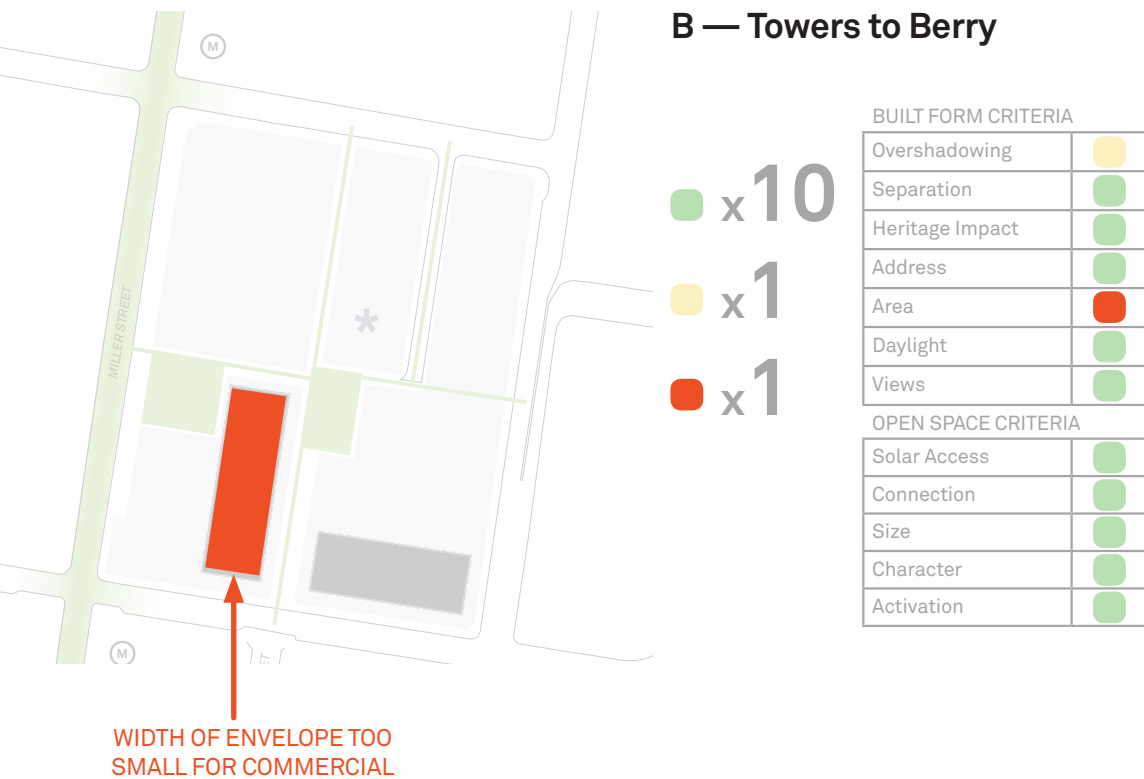 B — Towers to Berry
M
BUILT FORM CRITERIA
Overshadowing
Separation
x10
Heritage Impact
Address
x1
Area
Daylight
x1
Views
OPEN SPACE CRITERIA
Solar Access
Connection
Size
Character
Activation
MILLER STREET
*
M
WIDTH OF ENVELOPE TOO
SMALL FOR COMMERCIAL